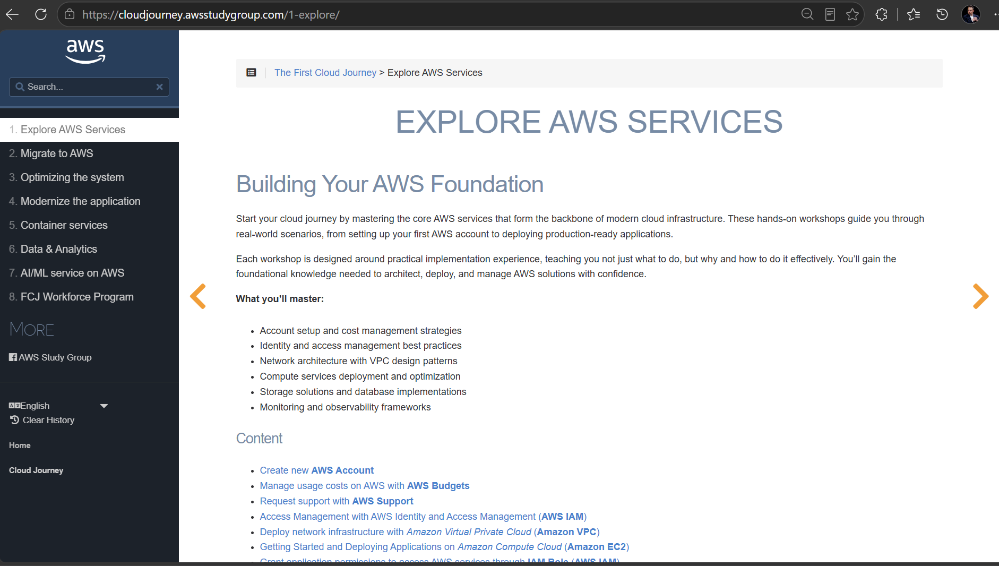 https://cloudjourney.awsstudygroup.com/1-explore/
aws
Search...
1. Explore AWS Services
2. Migrate to AWS
3. Optimizing the system
4. Modernize the application
5. Container services
6. Data & Analytics
7. AI/ML service on AWS
8. FCJ Workforce Program
MORE
AWS Study Group
English
Clear History
Home
Cloud Journey
The First Cloud Journey > Explore AWS Services
EXPLORE AWS SERVICES
Building Your AWS Foundation
Start your cloud journey by mastering the core AWS services that form the backbone of modern cloud infrastructure. These hands-on workshops guide you through
real-world scenarios, from setting up your first AWS account to deploying production-ready applications.
Each workshop is designed around practical implementation experience, teaching you not just what to do, but why and how to do it effectively. You’ll gain the
foundational knowledge needed to architect, deploy, and manage AWS solutions with confidence.
What you’ll master:
• Account setup and cost management strategies
• Identity and access management best practices
• Network architecture with VPC design patterns
• Compute services deployment and optimization
• Storage solutions and database implementations
• Monitoring and observability frameworks
Content
• Create new AWS Account
• Manage usage costs on AWS with AWS Budgets
• Request support with AWS Support
• Access Management with AWS Identity and Access Management (AWS IAM)
• Deploy network infrastructure with Amazon Virtual Private Cloud (Amazon VPC)
• Getting Started and Deploying Applications on Amazon Compute Cloud (Amazon EC2)
• Grant application permissions to access AWS services through IAM Role (AWS IAM)